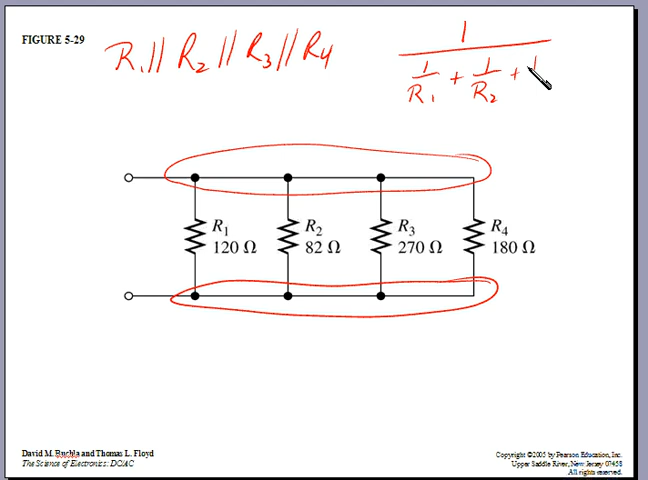 FIGURE 5-29
R1 // R2 // R3 // R4
1
1 + 1 + 1
R1 R2
R1 R2 R3 R4
120 Ω 82 Ω 270 Ω 180 Ω
David M. Buchla and Thomas L. Floyd
The Science of Electronics: DC/AC
Copyright ©2005 by Pearson Education, Inc.
Upper Saddle River, New Jersey 07458
All rights reserved.